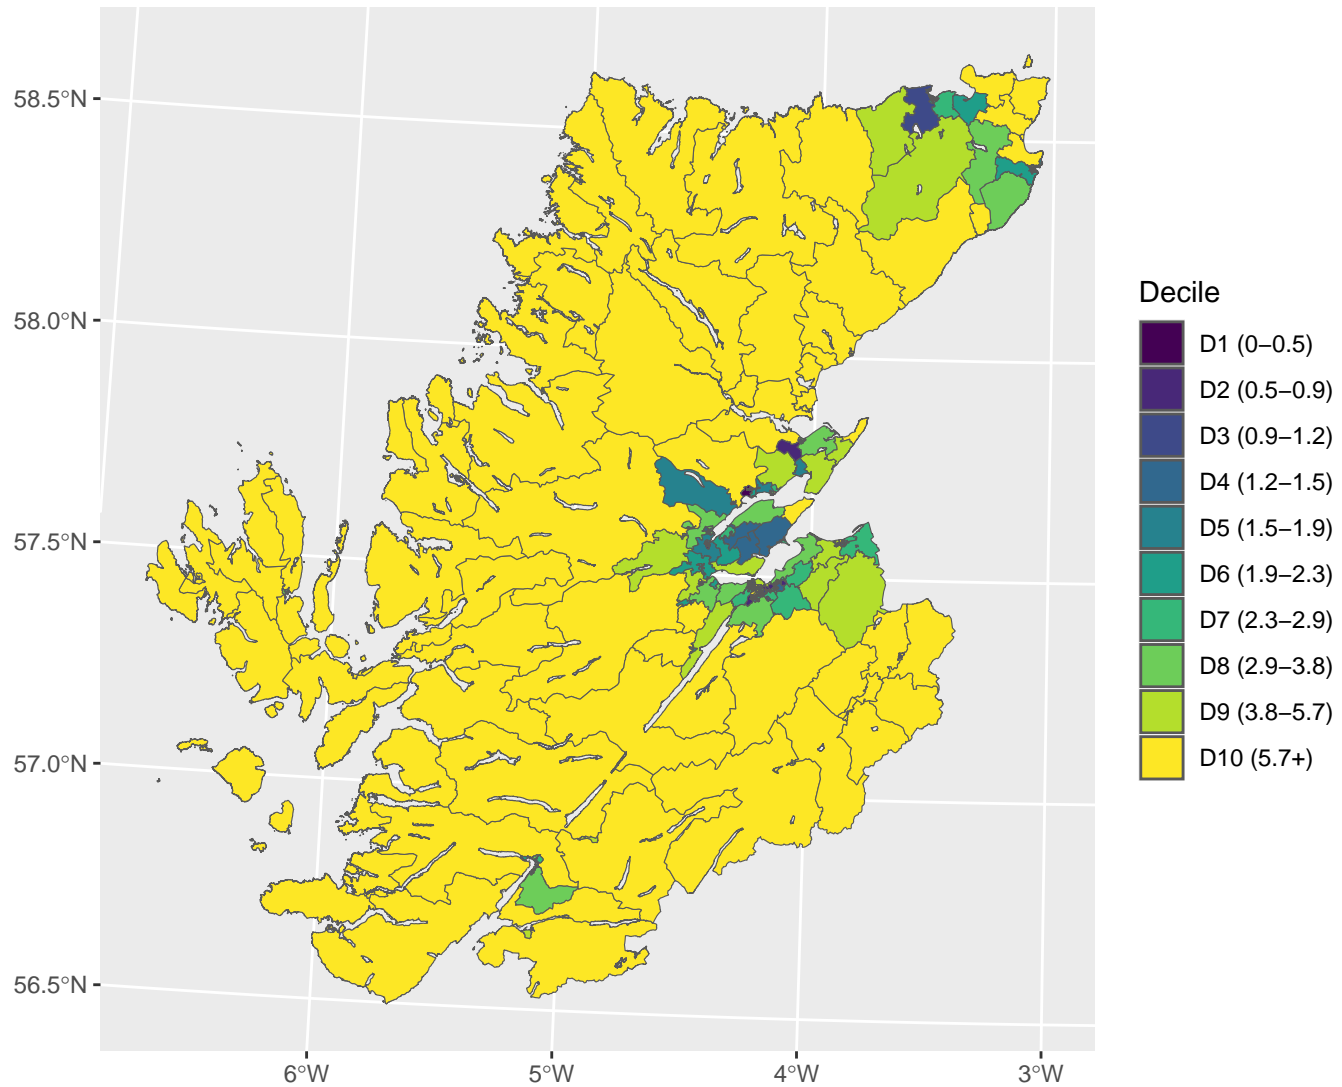 58.5°N
58.0°N
57.5°N
57.0°N
56.5°N
6°W
5°W
4°W
3°W
Decile
D1 (0–0.5)
D2 (0.5–0.9)
D3 (0.9–1.2)
D4 (1.2–1.5)
D5 (1.5–1.9)
D6 (1.9–2.3)
D7 (2.3–2.9)
D8 (2.9–3.8)
D9 (3.8–5.7)
D10 (5.7+)